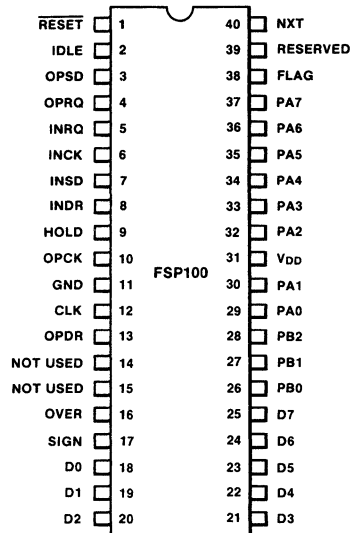 RESET 1 40 NXT
IDLE 2 39 RESERVED
OPSD 3 38 FLAG
OPRQ 4 37 PA7
INRQ 5 36 PA6
INCK 6 35 PA5
INSD 7 34 PA4
INDR 8 33 PA3
HOLD 9 32 PA2
OPCK 10 31 VDD
FSP100
GND 11 30 PA1
CLK 12 29 PA0
OPDR 13 28 PB2
NOT USED 14 27 PB1
NOT USED 15 26 PB0
OVER 16 25 D7
SIGN 17 24 D6
D0 18 23 D5
D1 19 22 D4
D2 20 21 D3